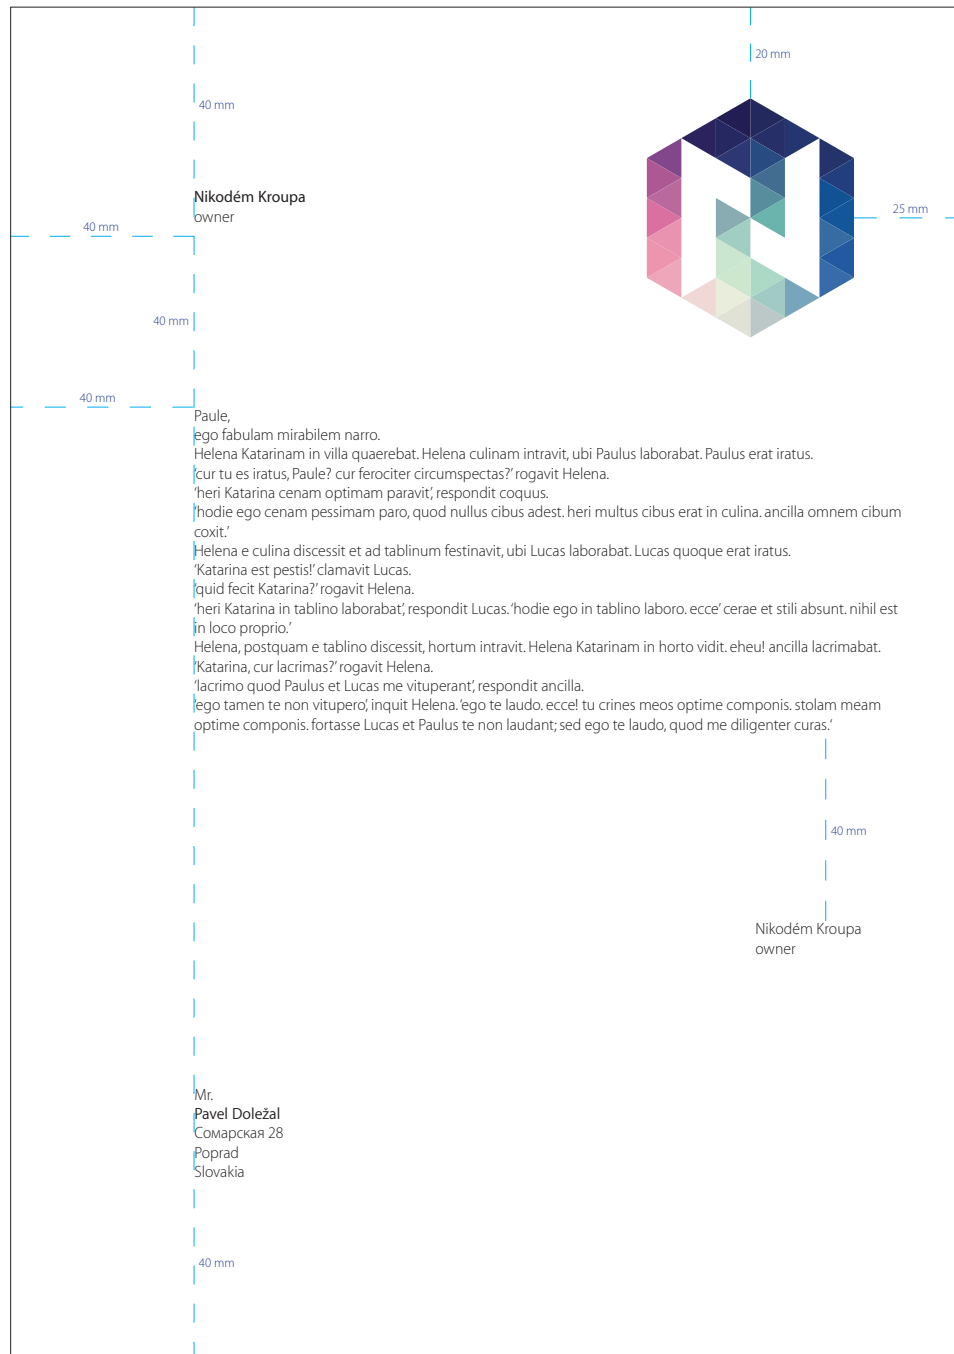 20 mm
40 mm
Nikodém Kroupa
owner
25 mm
40 mm
40 mm
40 mm
Paule,
ego fabulam mirabilem narro.
Helena Katarinam in villa quaerebat. Helena culinam intravit, ubi Paulus laborabat. Paulus erat iratus.
‘cur tu es iratus, Paule? cur ferociter circumspectas?’ rogavit Helena.
‘heri Katarina cenam optimam paravit’, respondit coquus.
‘hodie ego cenam pessimam paro, quod nullus cibus adest. heri multus cibus erat in culina. ancilla omnem cibum
coxit.’
Helena e culina discessit et ad tablinum festinavit, ubi Lucas laborabat. Lucas quoque erat iratus.
‘Katarina est pestis!’ clamavit Lucas.
‘quid fecit Katarina?’ rogavit Helena.
‘heri Katarina in tablino laborabat’, respondit Lucas. ‘hodie ego in tablino laboro. ecce’ cerae et stili absunt. nihil est
in loco proprio.’
Helena, postquam e tablino discessit, hortum intravit. Helena Katarinam in horto vidit. eheu! ancilla lacrimabat.
‘Katarina, cur lacrimas?’ rogavit Helena.
‘lacrimo quod Paulus et Lucas me vituperant’, respondit ancilla.
‘ego tamen te non vitupero’, inquit Helena. ‘ego te laudo. ecce! tu crines meos optime componis. stolam meam
optime componis. fortasse Lucas et Paulus te non laudant; sed ego te laudo, quod me diligenter curas.‘
40 mm
Nikodém Kroupa
owner
Mr.
Pavel Doležal
Сомарская 28
Poprad
Slovakia
40 mm